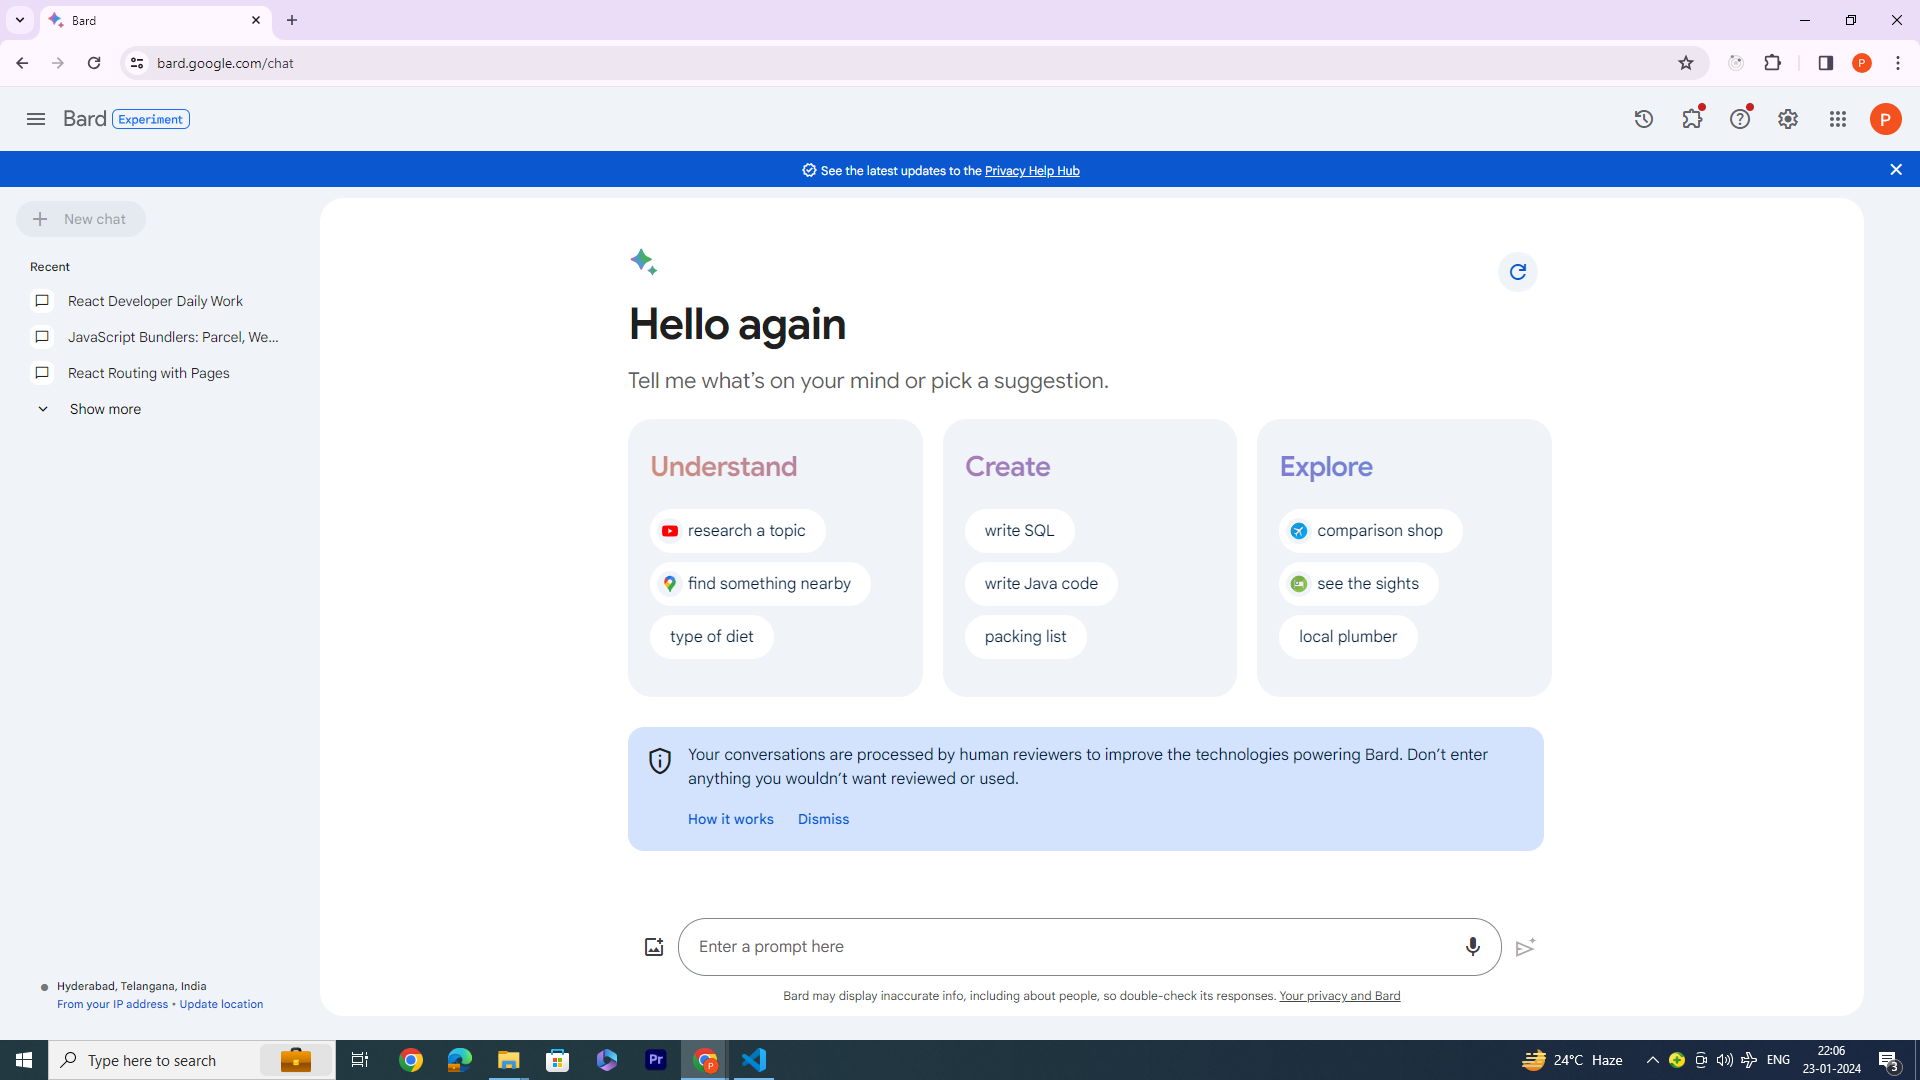 Bard
bard.google.com/chat
P
Bard Experiment
P
See the latest updates to the Privacy Help Hub
New chat
Recent
React Developer Daily Work
JavaScript Bundlers: Parcel, We...
React Routing with Pages
Show more
Hello again
Tell me what’s on your mind or pick a suggestion.
Understand
research a topic
find something nearby
type of diet
Create
write SQL
write Java code
packing list
Explore
comparison shop
see the sights
local plumber
Your conversations are processed by human reviewers to improve the technologies powering Bard. Don’t enter
anything you wouldn’t want reviewed or used.
How it works Dismiss
Enter a prompt here
Bard may display inaccurate info, including about people, so double-check its responses. Your privacy and Bard
Hyderabad, Telangana, India
From your IP address • Update location
Type here to search
Pr
P
24°C Haze
ENG
22:06
23-01-2024
3